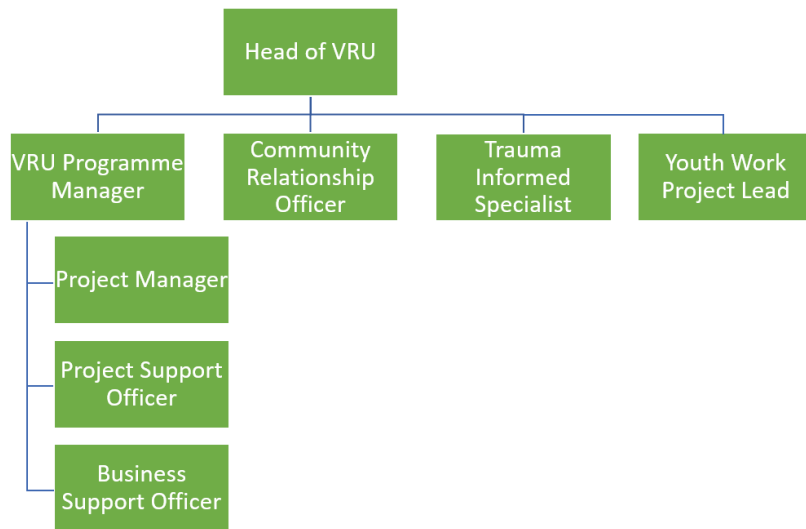 Head of VRU
VRU Programme
Manager
Community
Relationship
Officer
Trauma
Informed
Specialist
Youth Work
Project Lead
Project Manager
Project Support
Officer
Business
Support Officer